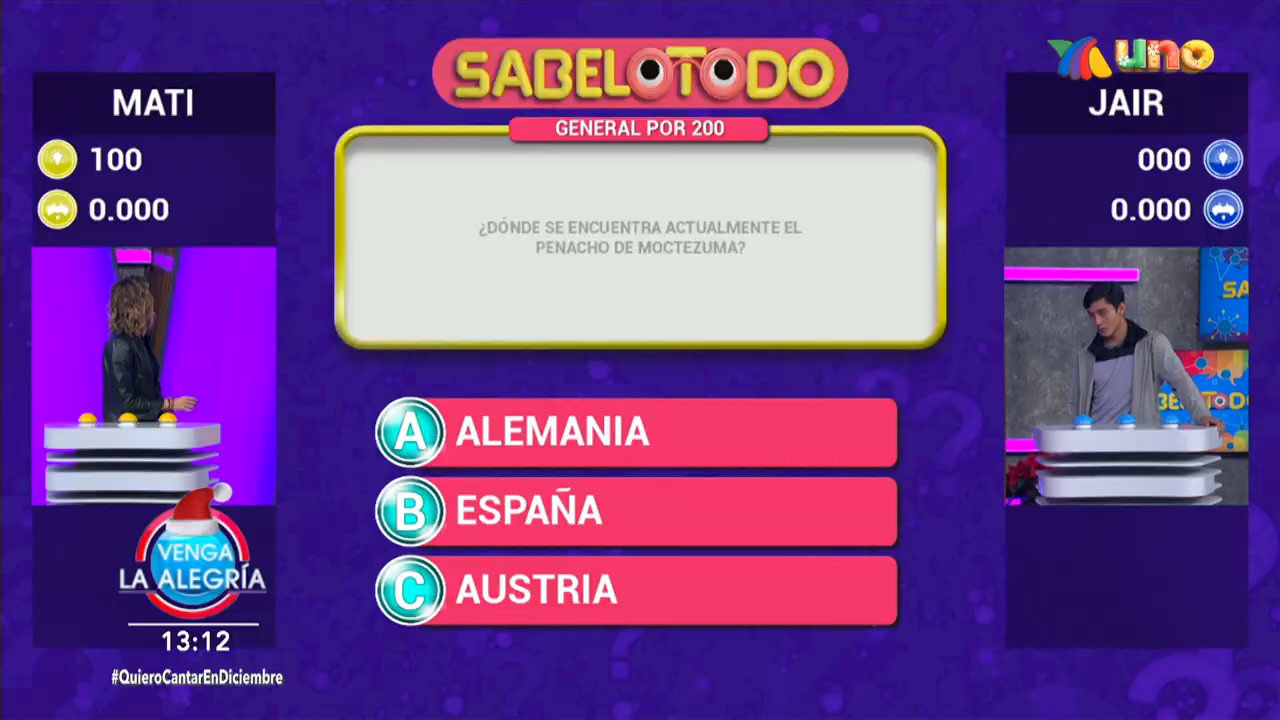 SABELOTODO
UNO
GENERAL POR 200
MATI
100
0.000
JAIR
000
0.000
¿DÓNDE SE ENCUENTRA ACTUALMENTE EL
PENACHO DE MOCTEZUMA?
A ALEMANIA
B ESPAÑA
C AUSTRIA
VENGA
LA ALEGRÍA
13:12
#QuieroCantarEnDiciembre